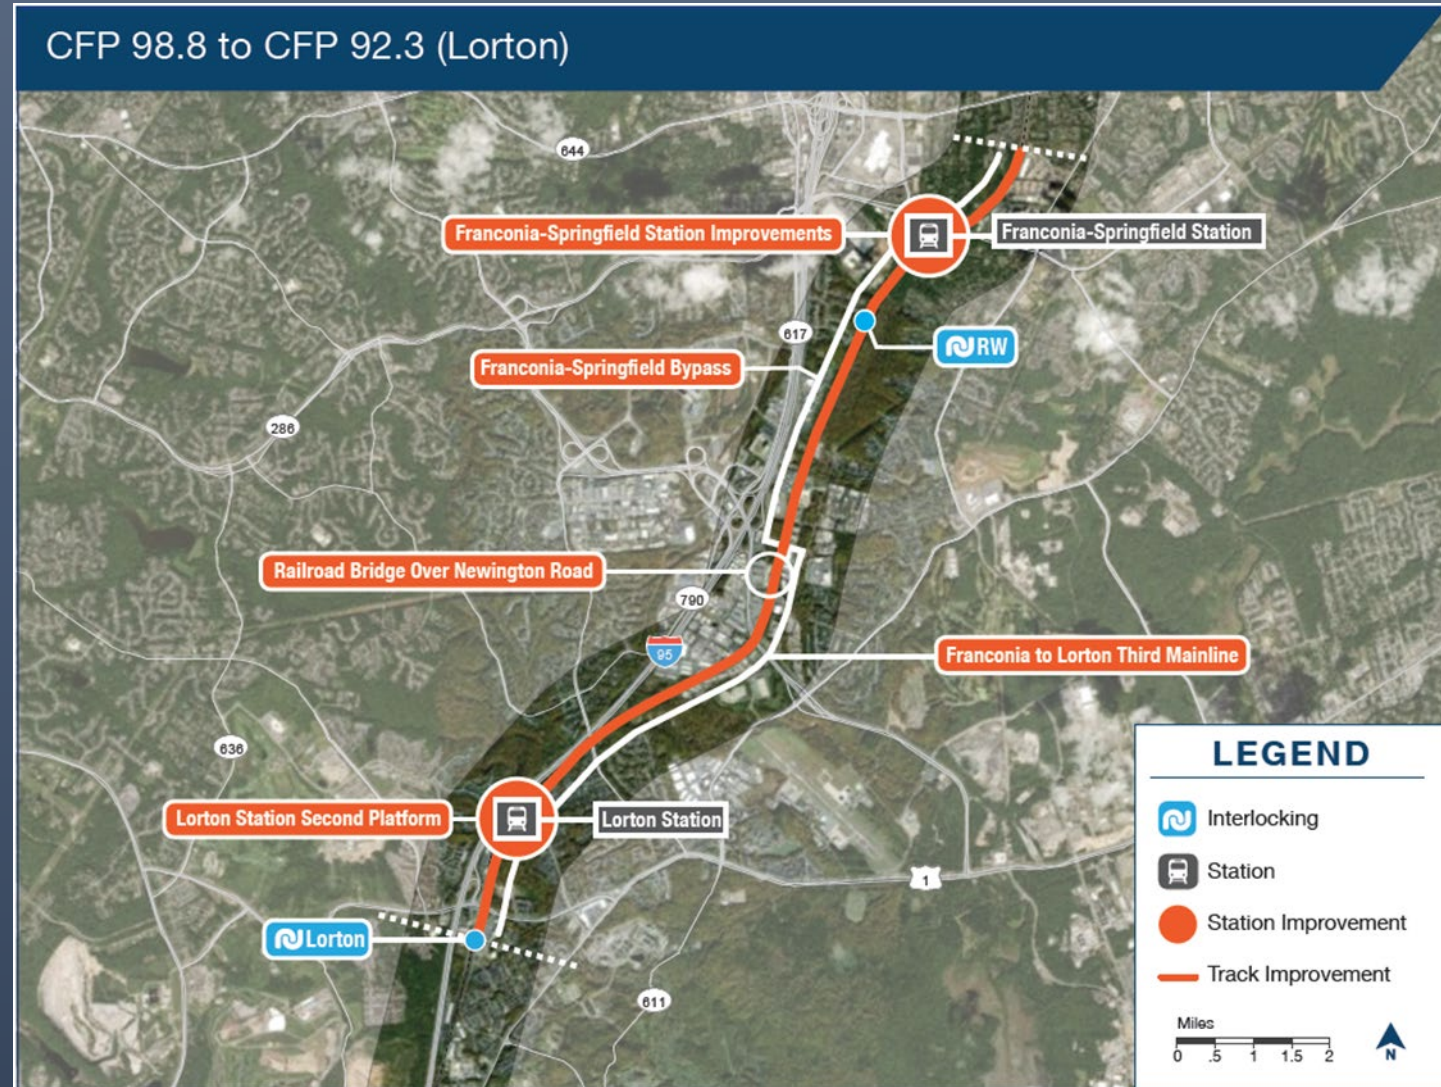 CFP 98.8 to CFP 92.3 (Lorton)
644
Franconia-Springfield Station Improvements
Franconia-Springfield Station
617
RW
Franconia-Springfield Bypass
286
Railroad Bridge Over Newington Road
790
95
Franconia to Lorton Third Mainline
636
Lorton Station Second Platform
Lorton Station
1
Lorton
611
LEGEND
Interlocking
Station
Station Improvement
Track Improvement
Miles
0 .5 1 1.5 2
N